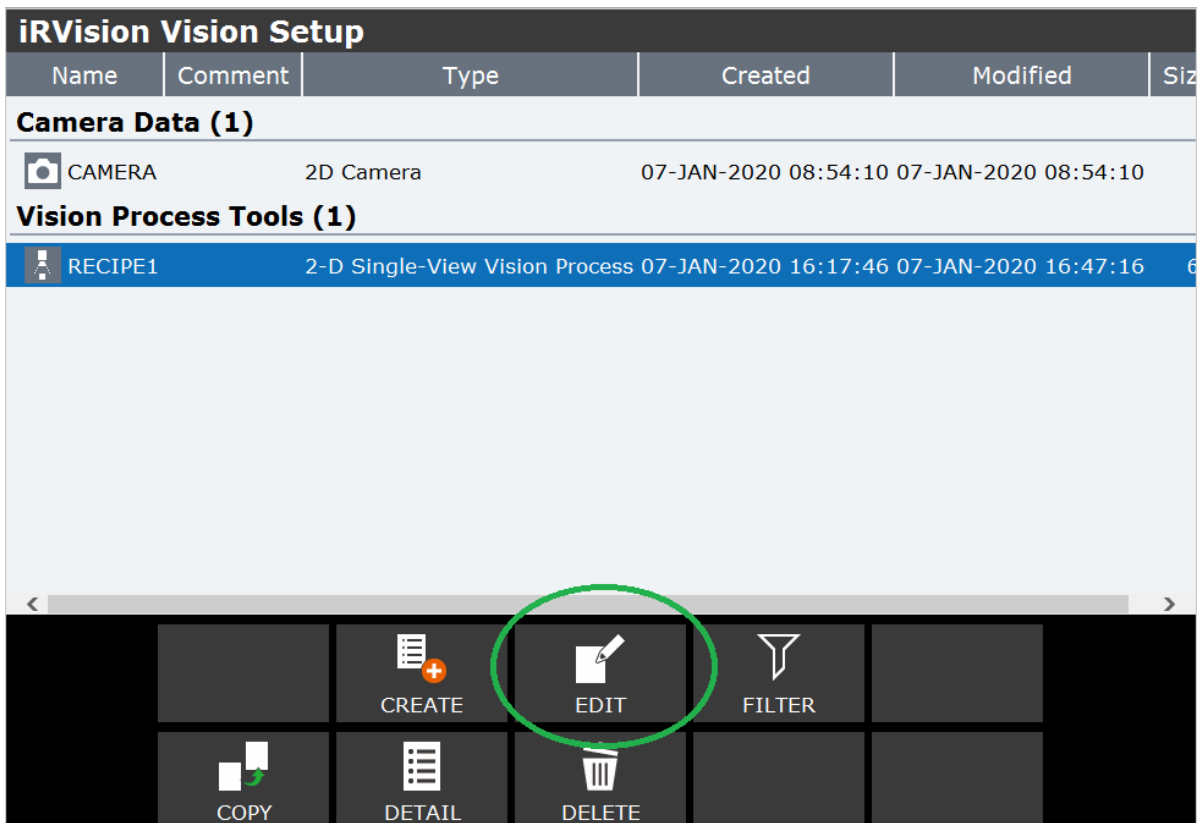 iRVision Vision Setup
Name Comment Type Created Modified Siz
Camera Data (1)
CAMERA 2D Camera 07-JAN-2020 08:54:10 07-JAN-2020 08:54:10
Vision Process Tools (1)
RECIPE1 2-D Single-View Vision Process 07-JAN-2020 16:17:46 07-JAN-2020 16:47:16 6
CREATE EDIT FILTER
COPY DETAIL DELETE